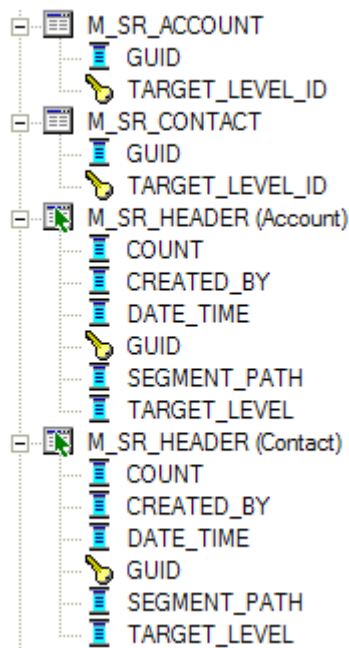 M_SR_ACCOUNT
GUID
TARGET_LEVEL_ID
M_SR_CONTACT
GUID
TARGET_LEVEL_ID
M_SR_HEADER (Account)
COUNT
CREATED_BY
DATE_TIME
GUID
SEGMENT_PATH
TARGET_LEVEL
M_SR_HEADER (Contact)
COUNT
CREATED_BY
DATE_TIME
GUID
SEGMENT_PATH
TARGET_LEVEL